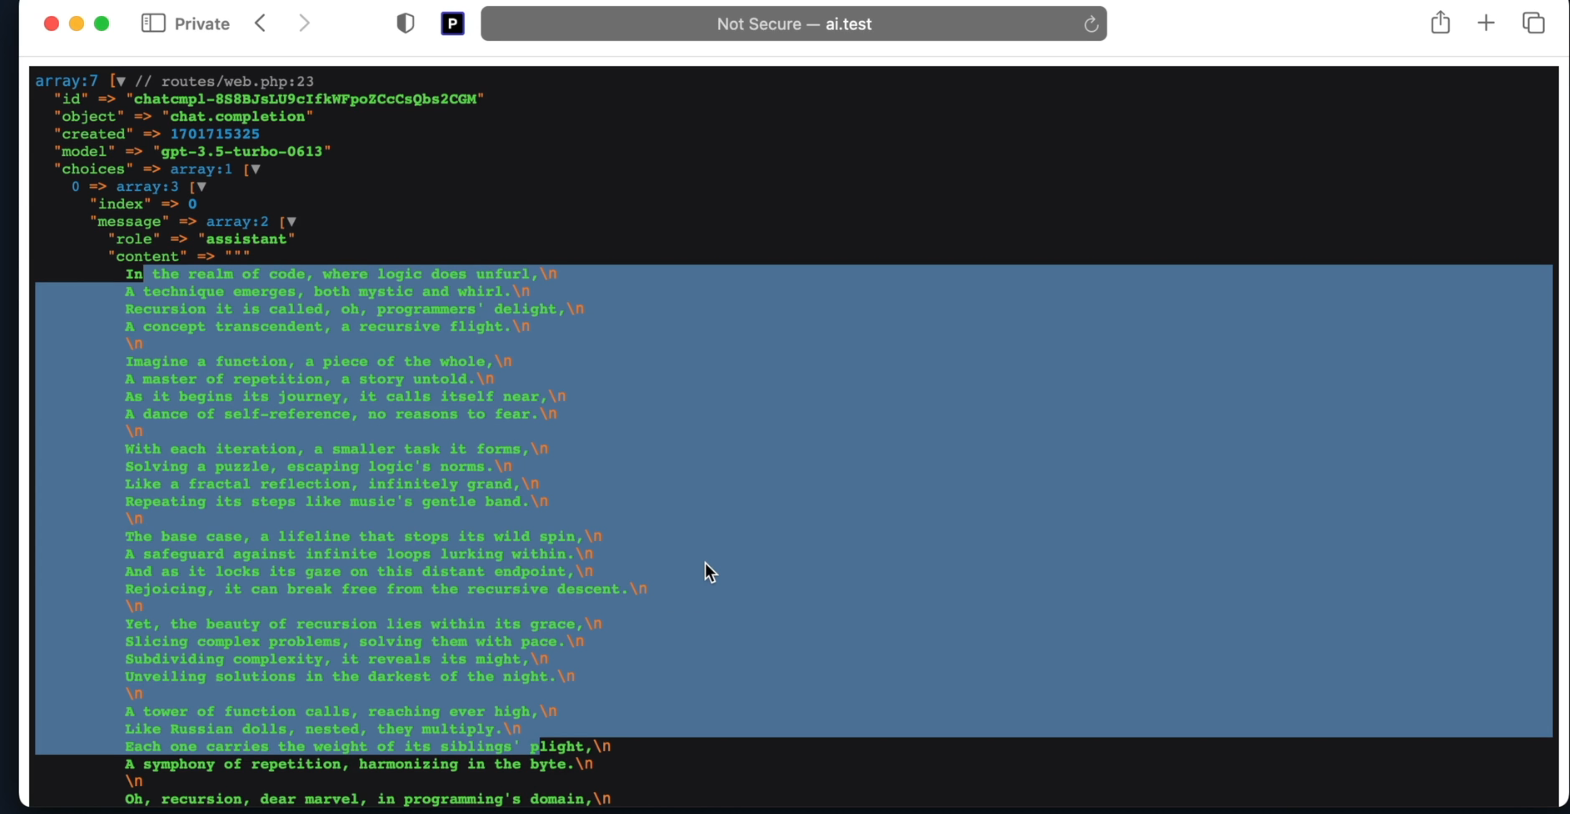 Private
P
Not Secure — ai.test
array:7 [▼ // routes/web.php:23
"id" => "chatcmpl-8S8BJsLU9cIfkWFpoZCcCsQbs2CGM"
"object" => "chat.completion"
"created" => 1701715325
"model" => "gpt-3.5-turbo-0613"
"choices" => array:1 [▼
0 => array:3 [▼
"index" => 0
"message" => array:2 [▼
"role" => "assistant"
"content" => """
In the realm of code, where logic does unfurl,\n
A technique emerges, both mystic and whirl.\n
Recursion it is called, oh, programmers' delight,\n
A concept transcendent, a recursive flight.\n
\n
Imagine a function, a piece of the whole,\n
A master of repetition, a story untold.\n
As it begins its journey, it calls itself near,\n
A dance of self-reference, no reasons to fear.\n
\n
With each iteration, a smaller task it forms,\n
Solving a puzzle, escaping logic's norms.\n
Like a fractal reflection, infinitely grand,\n
Repeating its steps like music's gentle band.\n
\n
The base case, a lifeline that stops its wild spin,\n
A safeguard against infinite loops lurking within.\n
And as it locks its gaze on this distant endpoint,\n
Rejoicing, it can break free from the recursive descent.\n
\n
Yet, the beauty of recursion lies within its grace,\n
Slicing complex problems, solving them with pace.\n
Subdividing complexity, it reveals its might,\n
Unveiling solutions in the darkest of the night.\n
\n
A tower of function calls, reaching ever high,\n
Like Russian dolls, nested, they multiply.\n
Each one carries the weight of its siblings' plight,\n
A symphony of repetition, harmonizing in the byte.\n
\n
Oh, recursion, dear marvel, in programming's domain,\n